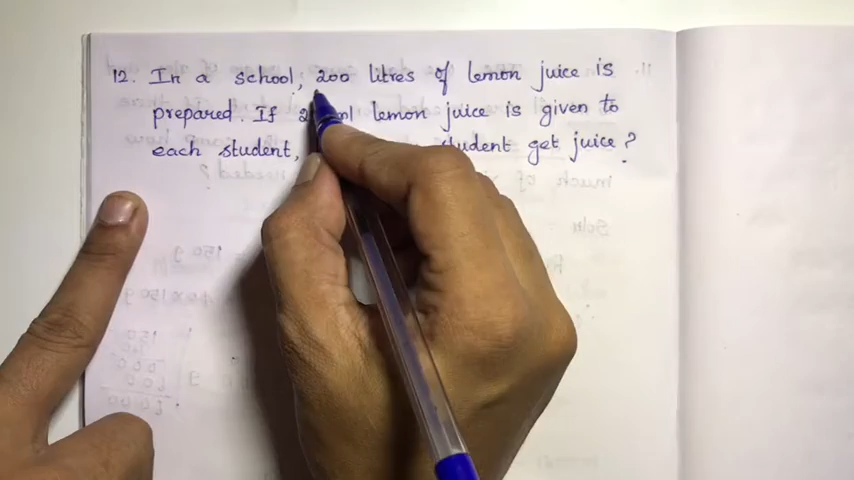 12. In a school, 200 litres of lemon juice is
prepared. If lemon juice is given to
each student, student get juice?